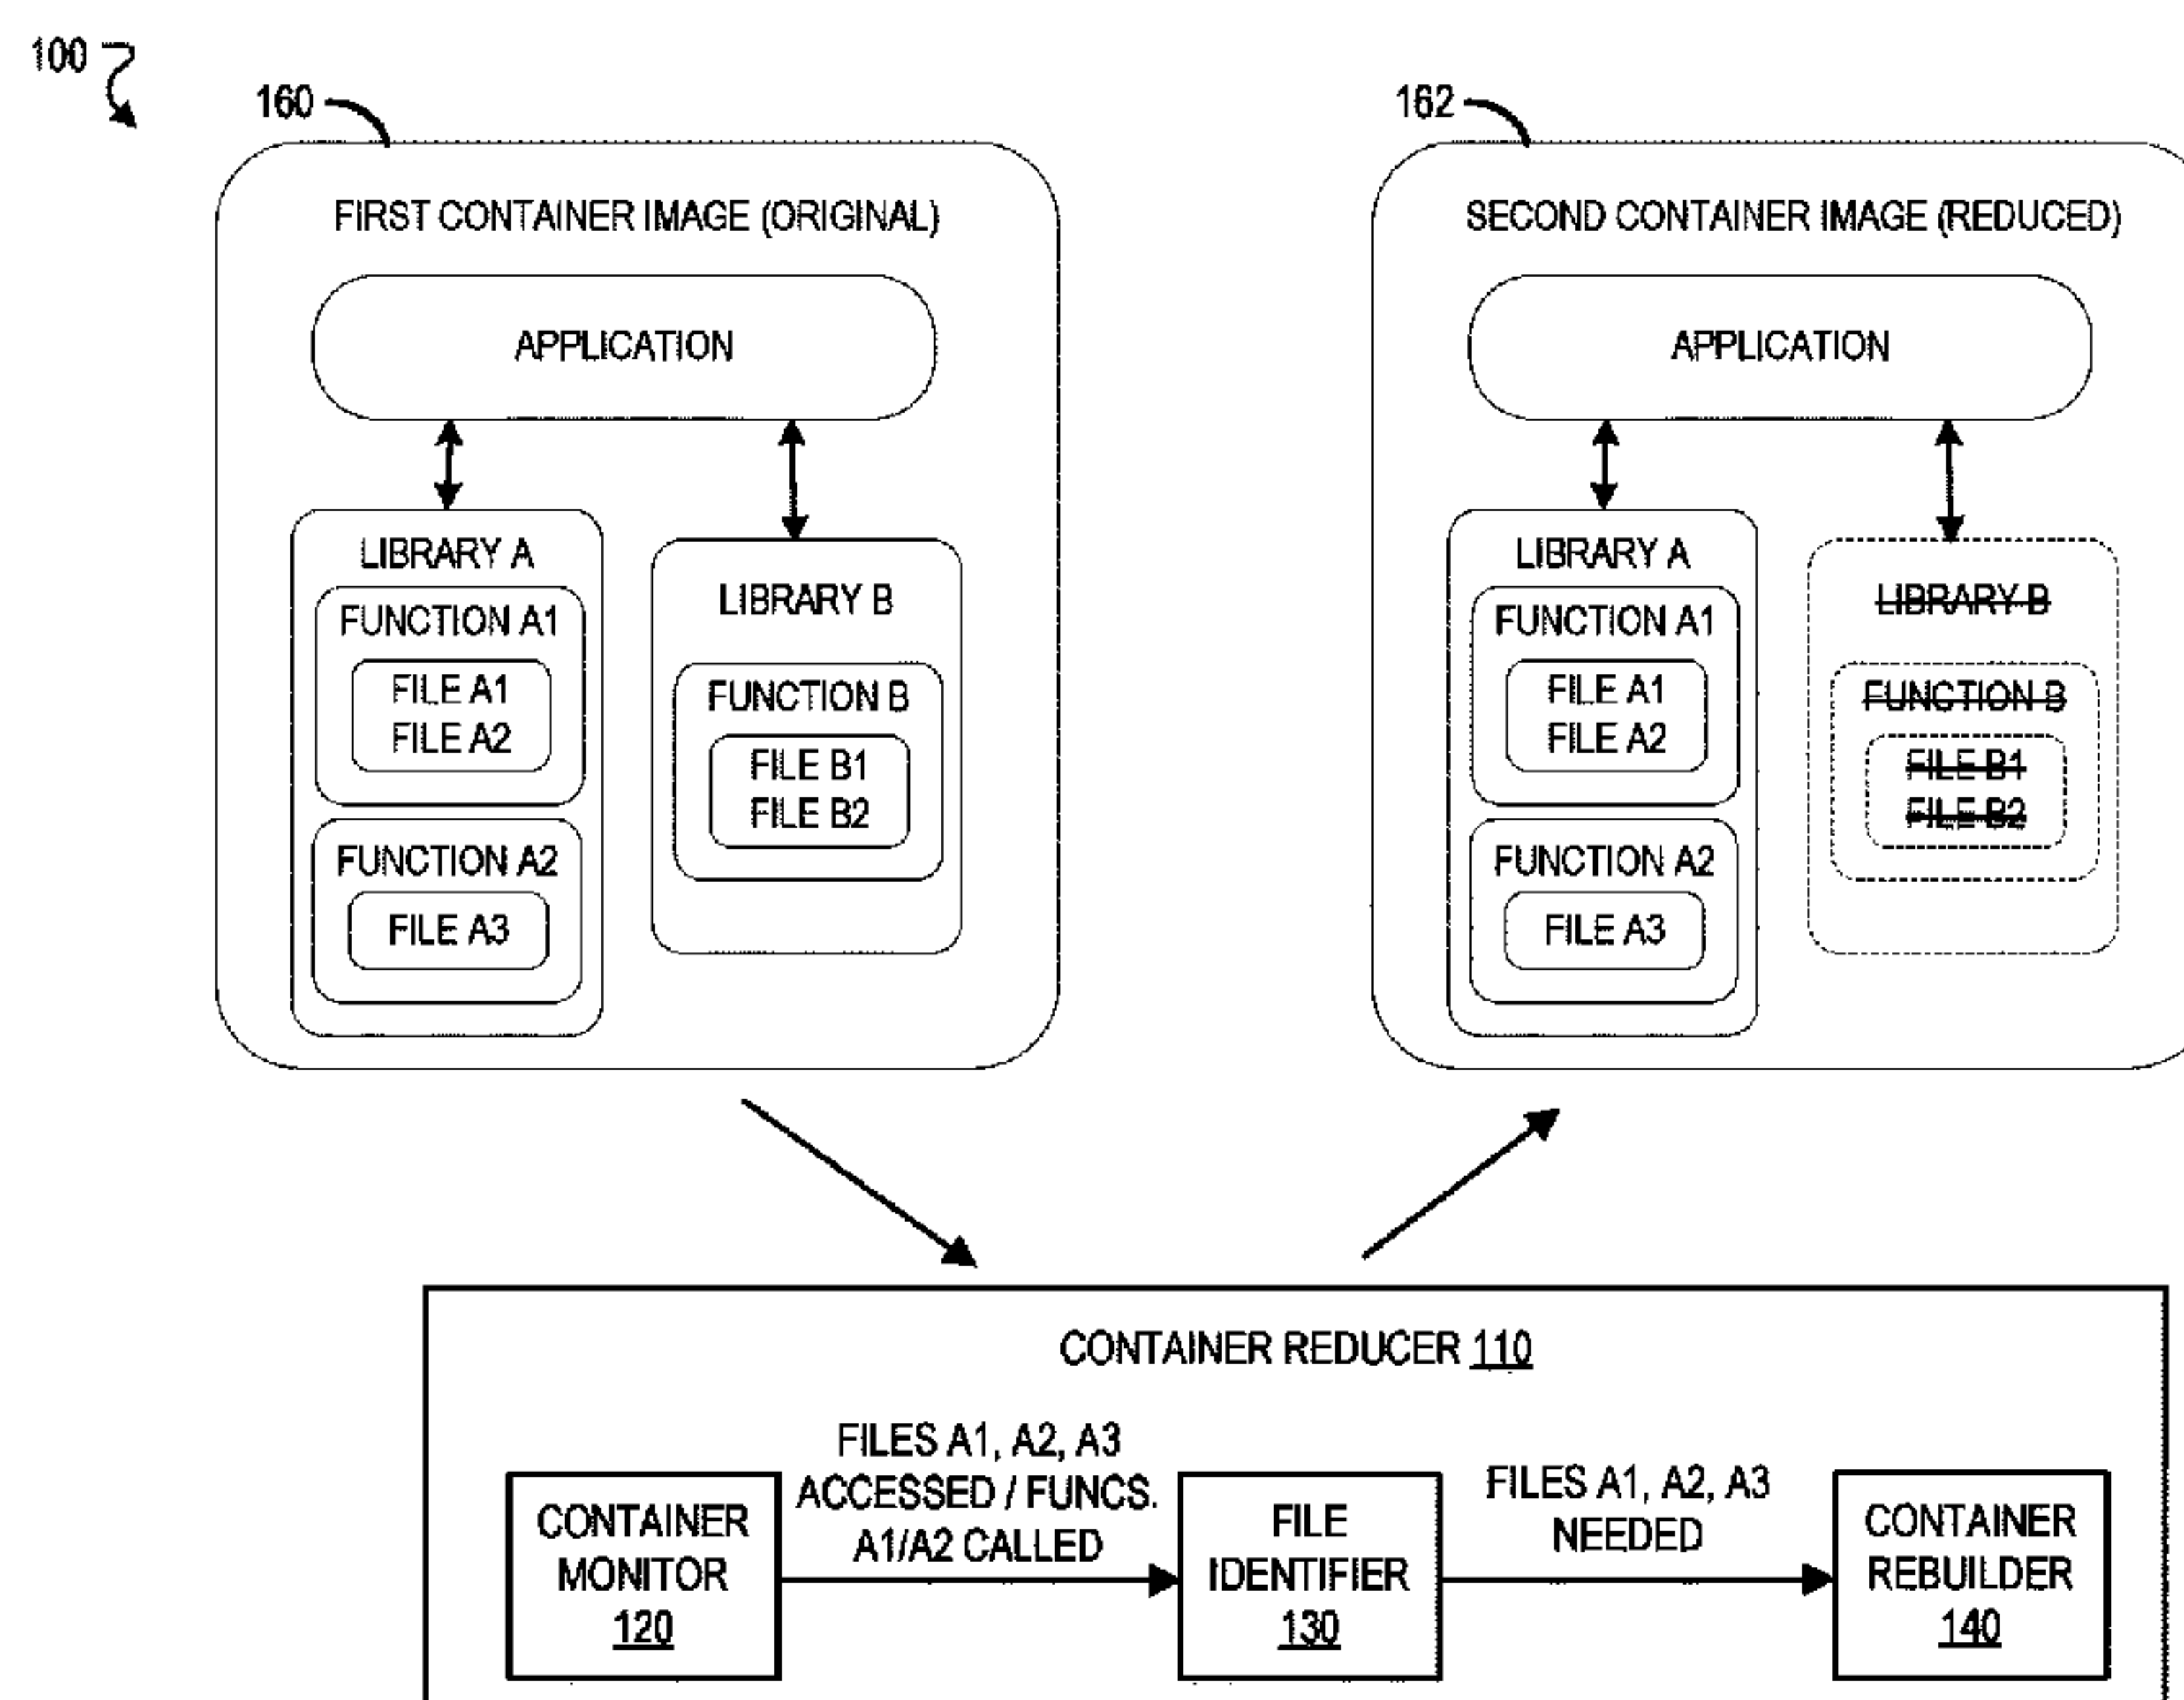 100
160
FIRST CONTAINER IMAGE (ORIGINAL)
APPLICATION
LIBRARY A
FUNCTION A1
FILE A1
FILE A2
FUNCTION A2
FILE A3
LIBRARY B
FUNCTION B
FILE B1
FILE B2
162
SECOND CONTAINER IMAGE (REDUCED)
APPLICATION
LIBRARY A
FUNCTION A1
FILE A1
FILE A2
FUNCTION A2
FILE A3
LIBRARY B
FUNCTION B
FILE B1
FILE B2
CONTAINER REDUCER 110
CONTAINER
MONITOR
120
FILES A1, A2, A3
ACCESSED / FUNCS.
A1/A2 CALLED
FILE
IDENTIFIER
130
FILES A1, A2, A3
NEEDED
CONTAINER
REBUILDER
140